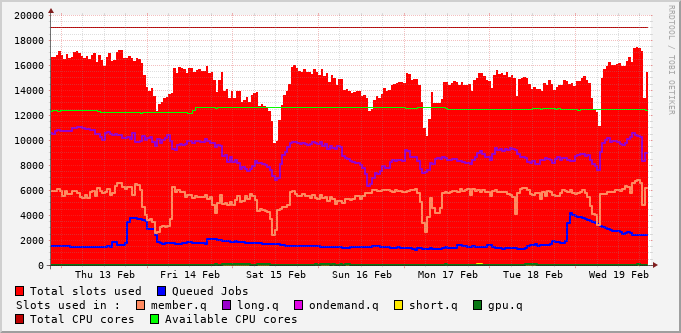 RRDTOOL / TOBI OETIKER
20000
18000
16000
14000
12000
10000
8000
6000
4000
2000
0
Thu 13 Feb Fri 14 Feb Sat 15 Feb Sun 16 Feb Mon 17 Feb Tue 18 Feb Wed 19 Feb
Total slots used Queued Jobs
Slots used in : member.q long.q ondemand.q short.q gpu.q
Total CPU cores Available CPU cores